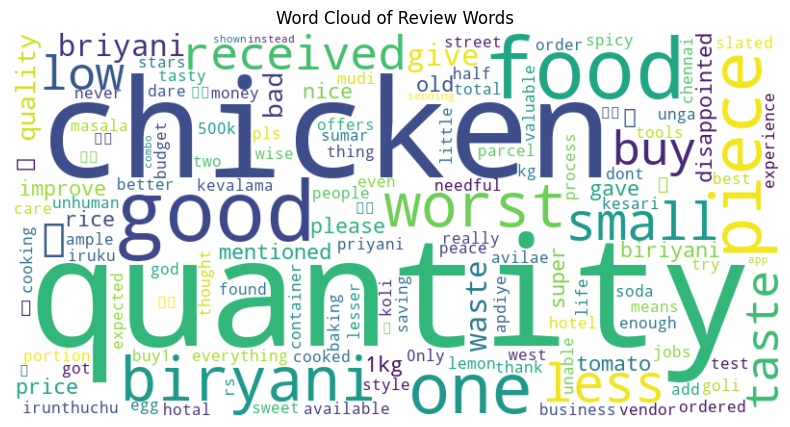 Word Cloud of Review Words
quality
briyani
stars
tasty
received
give
street
shown
instead
order
spicy
chennai
slated
low
never
dare
money
bad
nice
mudi
old
half
total
food
disappointed
masala
budget
combo
500k
offers
sumar
sending
little
valuable
unga
experience
chicken
two
wise
pls
thing
parcel
kg
process
tools
buy
piece
improve
better
kevalama
people
even
needful
dont
best
care
unhuman
good
please
worst
gave
kesari
small
rice
ample
iruku
mentioned
priyani
really
peace
avilae
biriyani
try
app
cooking
god
thought
found
container
baking
lesser
koli
saving
apdiye
waste
super
life
soda
means
hotel
enough
taste
expected
quantity
portion
got
buy1
everything
cooked
1kg
Only
west
lemon
thank
unable
tomato
jobs
test
price
biryani
rs
style
one
less
add
goli
irunthuchu
egg
hotal
sweet
available
business
vendor
ordered